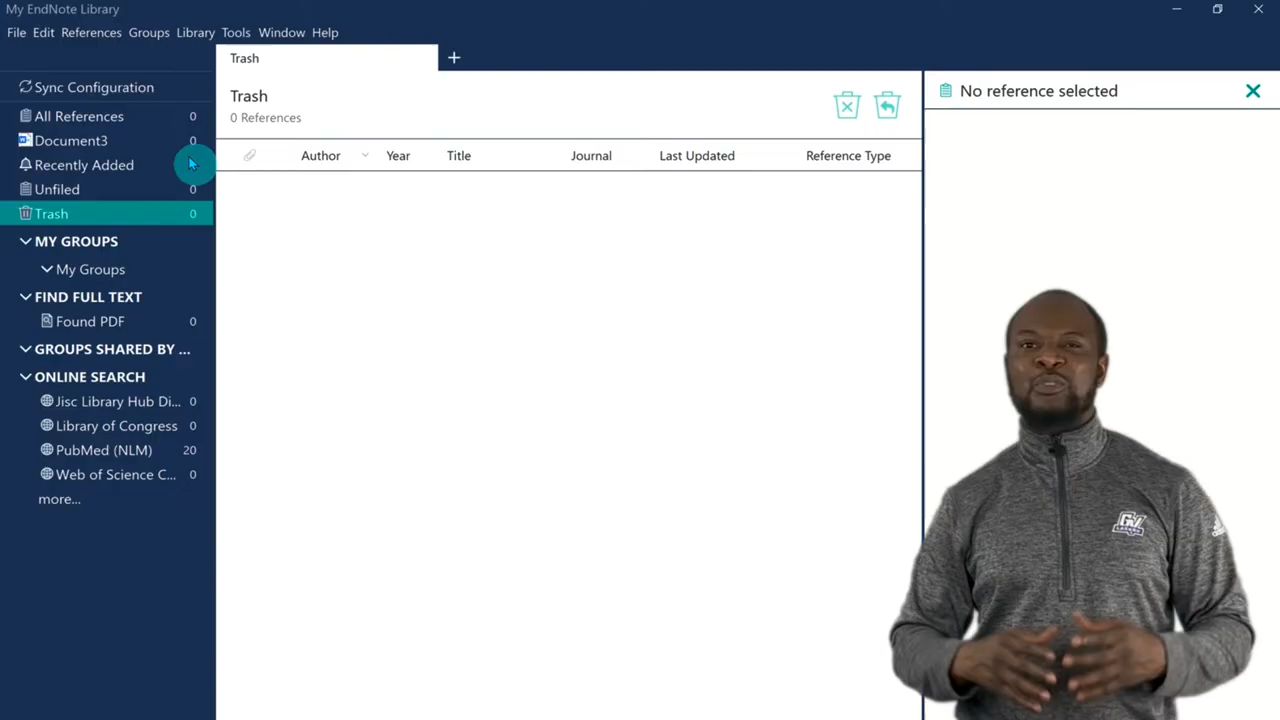 My EndNote Library
File Edit References Groups Library Tools Window Help
Trash
Sync Configuration
All References 0
Document3 0
Recently Added
Unfiled 0
Trash 0
MY GROUPS
My Groups
FIND FULL TEXT
Found PDF 0
GROUPS SHARED BY ...
ONLINE SEARCH
Jisc Library Hub Di... 0
Library of Congress 0
PubMed (NLM) 20
Web of Science C... 0
more...
Trash
0 References
Author Year Title Journal Last Updated Reference Type
No reference selected
GV
LAKERS